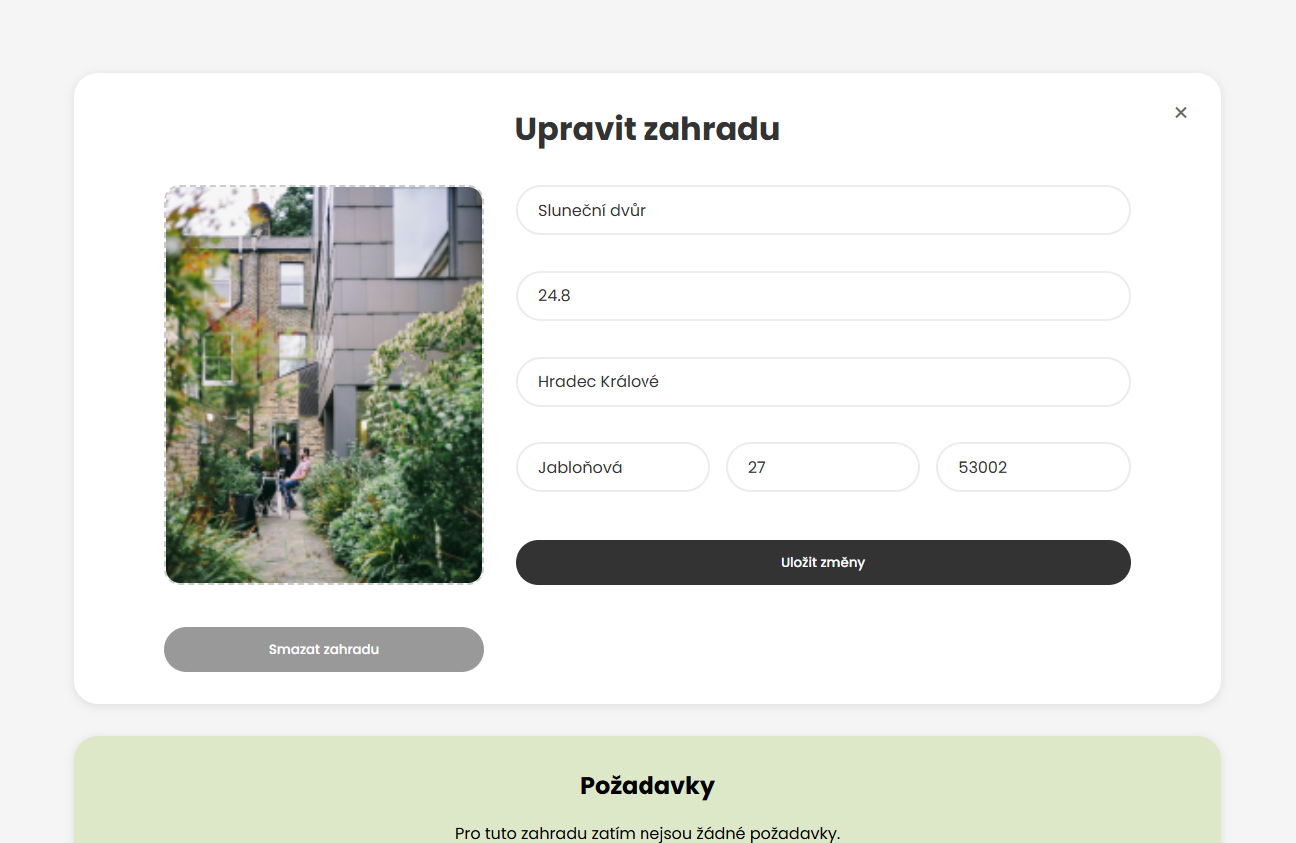 Upravit zahradu
×
Sluneční dvůr
24.8
Hradec Králové
Jabloňová 27 53002
Uložit změny
Smazat zahradu
Požadavky
Pro tuto zahradu zatím nejsou žádné požadavky.